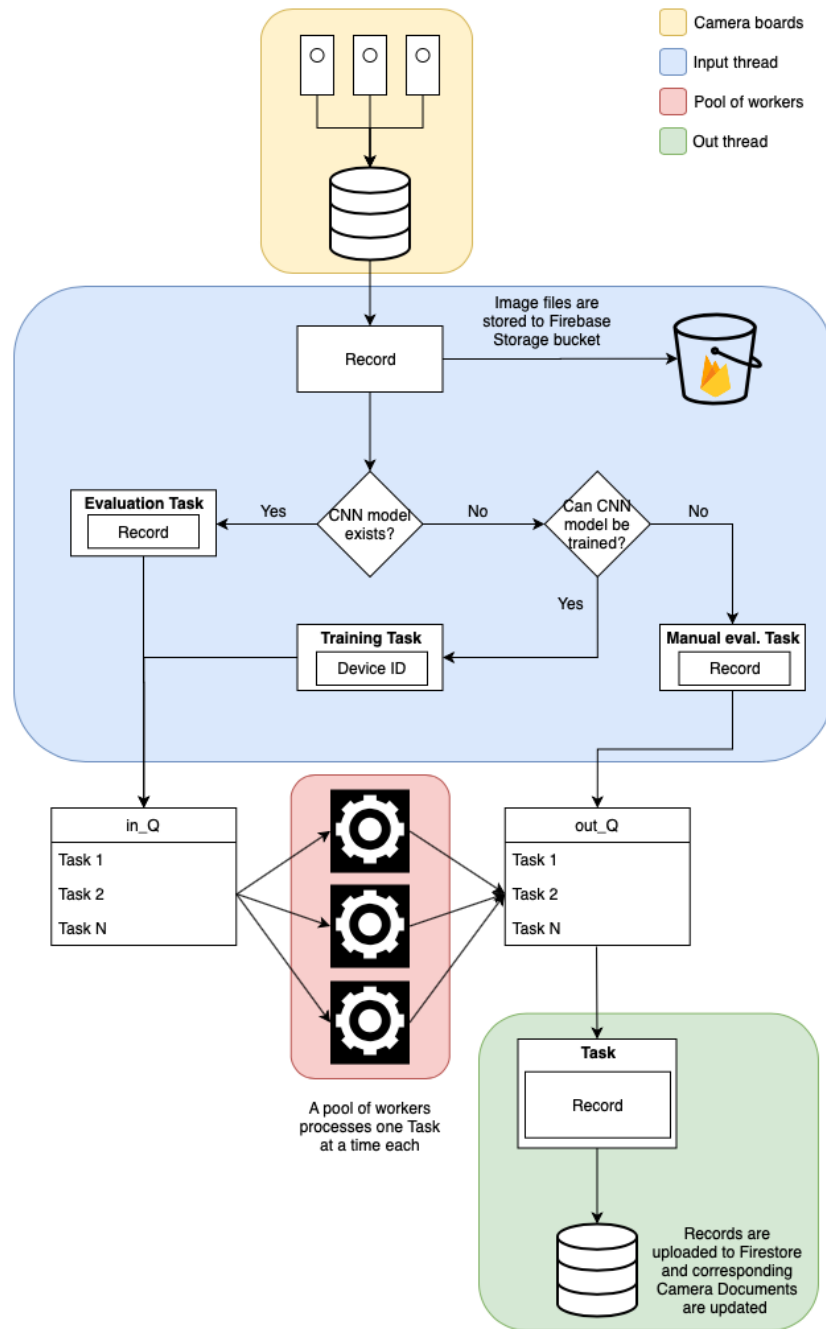 Camera boards
Input thread
Pool of workers
Out thread
Image files are
stored to Firebase
Storage bucket
Record
Evaluation Task
Record
Yes
CNN model
exists?
No
Can CNN
model be
trained?
No
Yes
Training Task
Device ID
Manual eval. Task
Record
in_Q
Task 1
Task 2
Task N
out_Q
Task 1
Task 2
Task N
A pool of workers
processes one Task
at a time each
Task
Record
Records are
uploaded to Firestore
and corresponding
Camera Documents
are updated